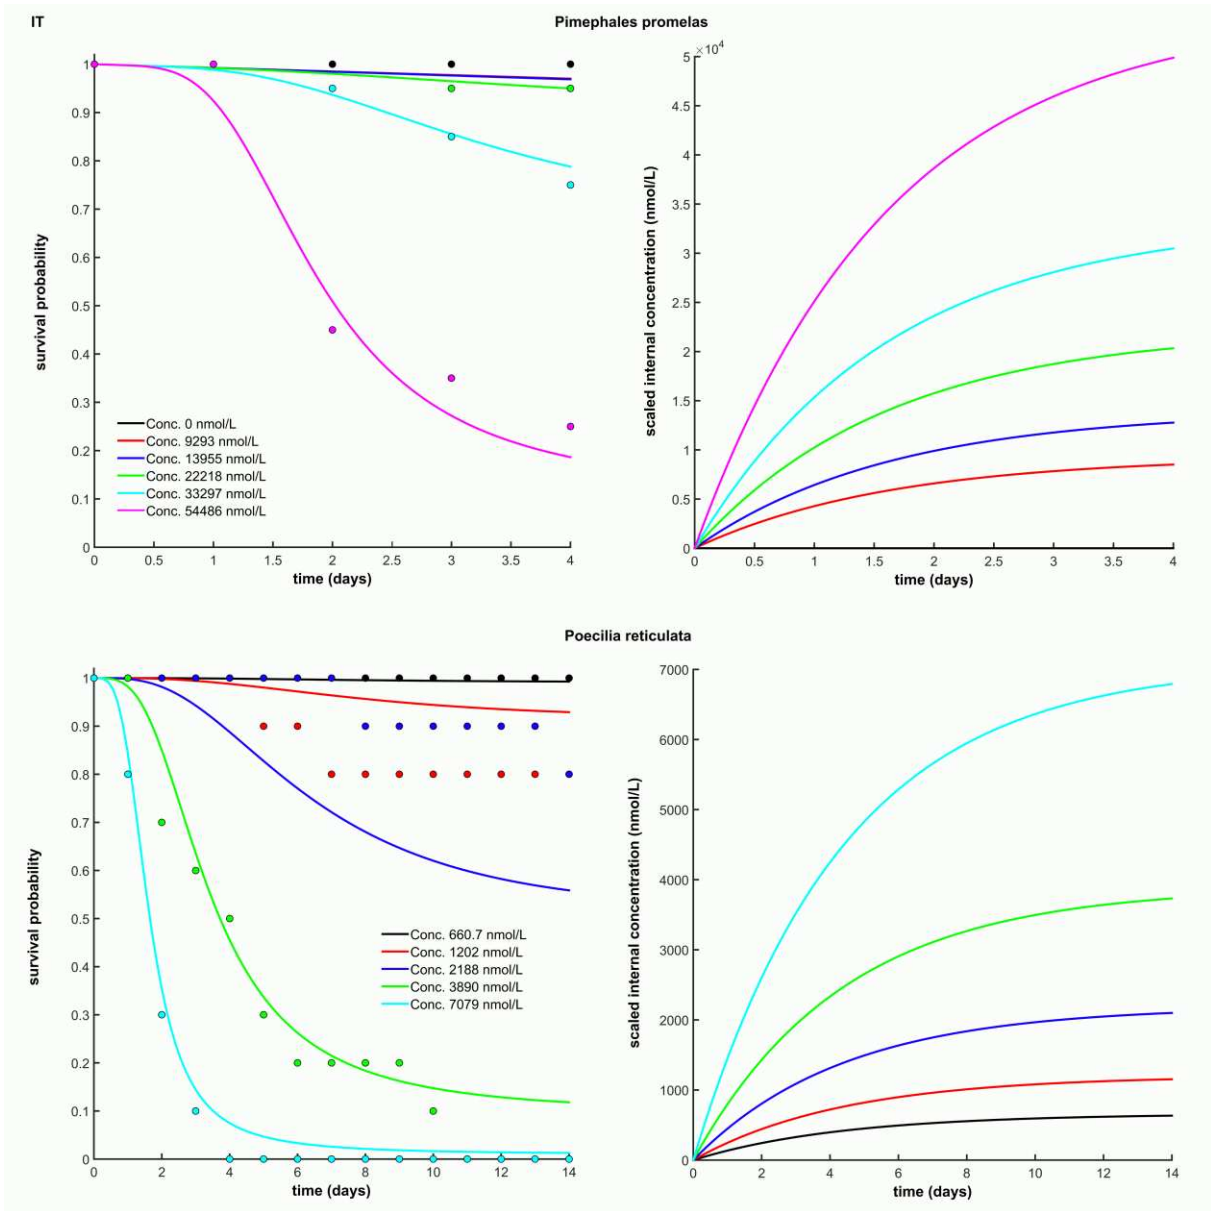 IT
Pimephales promelas
survival probability
1
0.9
0.8
0.7
0.6
0.5
0.4
0.3
0.2
0.1
0
Conc. 0 nmol/L
Conc. 9293 nmol/L
Conc. 13955 nmol/L
Conc. 22218 nmol/L
Conc. 33297 nmol/L
Conc. 54486 nmol/L
0 0.5 1 1.5 2 2.5 3 3.5 4
time (days)
×10⁴
scaled internal concentration (nmol/L)
5
4.5
4
3.5
3
2.5
2
1.5
1
0.5
0
0 0.5 1 1.5 2 2.5 3 3.5 4
time (days)
Poecilia reticulata
survival probability
1
0.9
0.8
0.7
0.6
0.5
0.4
0.3
0.2
0.1
0
Conc. 660.7 nmol/L
Conc. 1202 nmol/L
Conc. 2188 nmol/L
Conc. 3890 nmol/L
Conc. 7079 nmol/L
0 2 4 6 8 10 12 14
time (days)
scaled internal concentration (nmol/L)
7000
6000
5000
4000
3000
2000
1000
0
0 2 4 6 8 10 12 14
time (days)